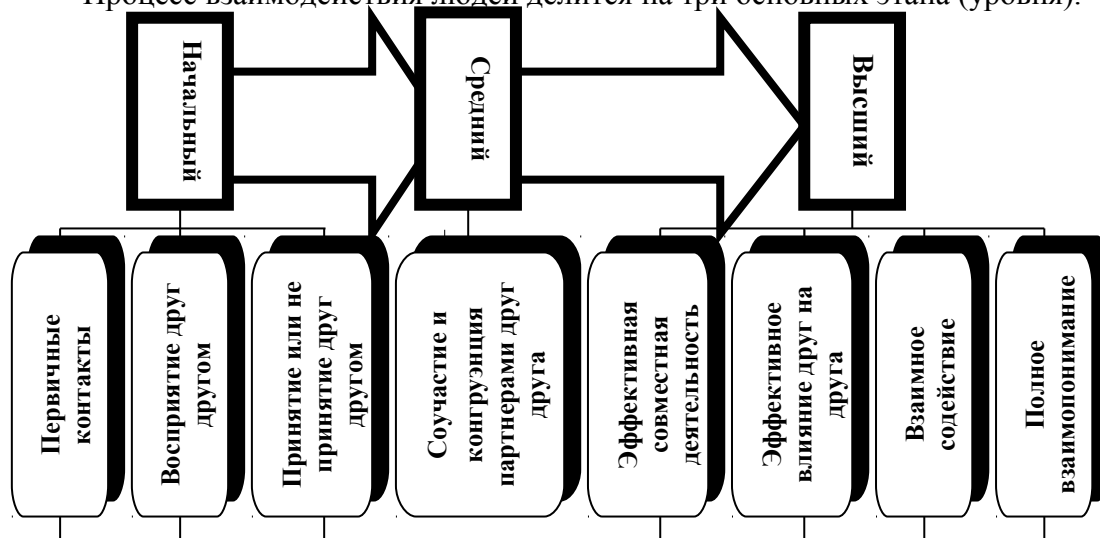 Процесс взаимодействия людей делится на три основных этапа (уровня).
Начальный
Средний
Высший
Первичные
контакты
Восприятие друг
другом
Принятие или не
принятие друг
другом
Соучастие и
конгруэнция
партнерами друг
друга
Эффективная
совместная
деятельность
Эффективное
влияние друг на
друга
Взаимное
содействие
Полное
взаимопонимание